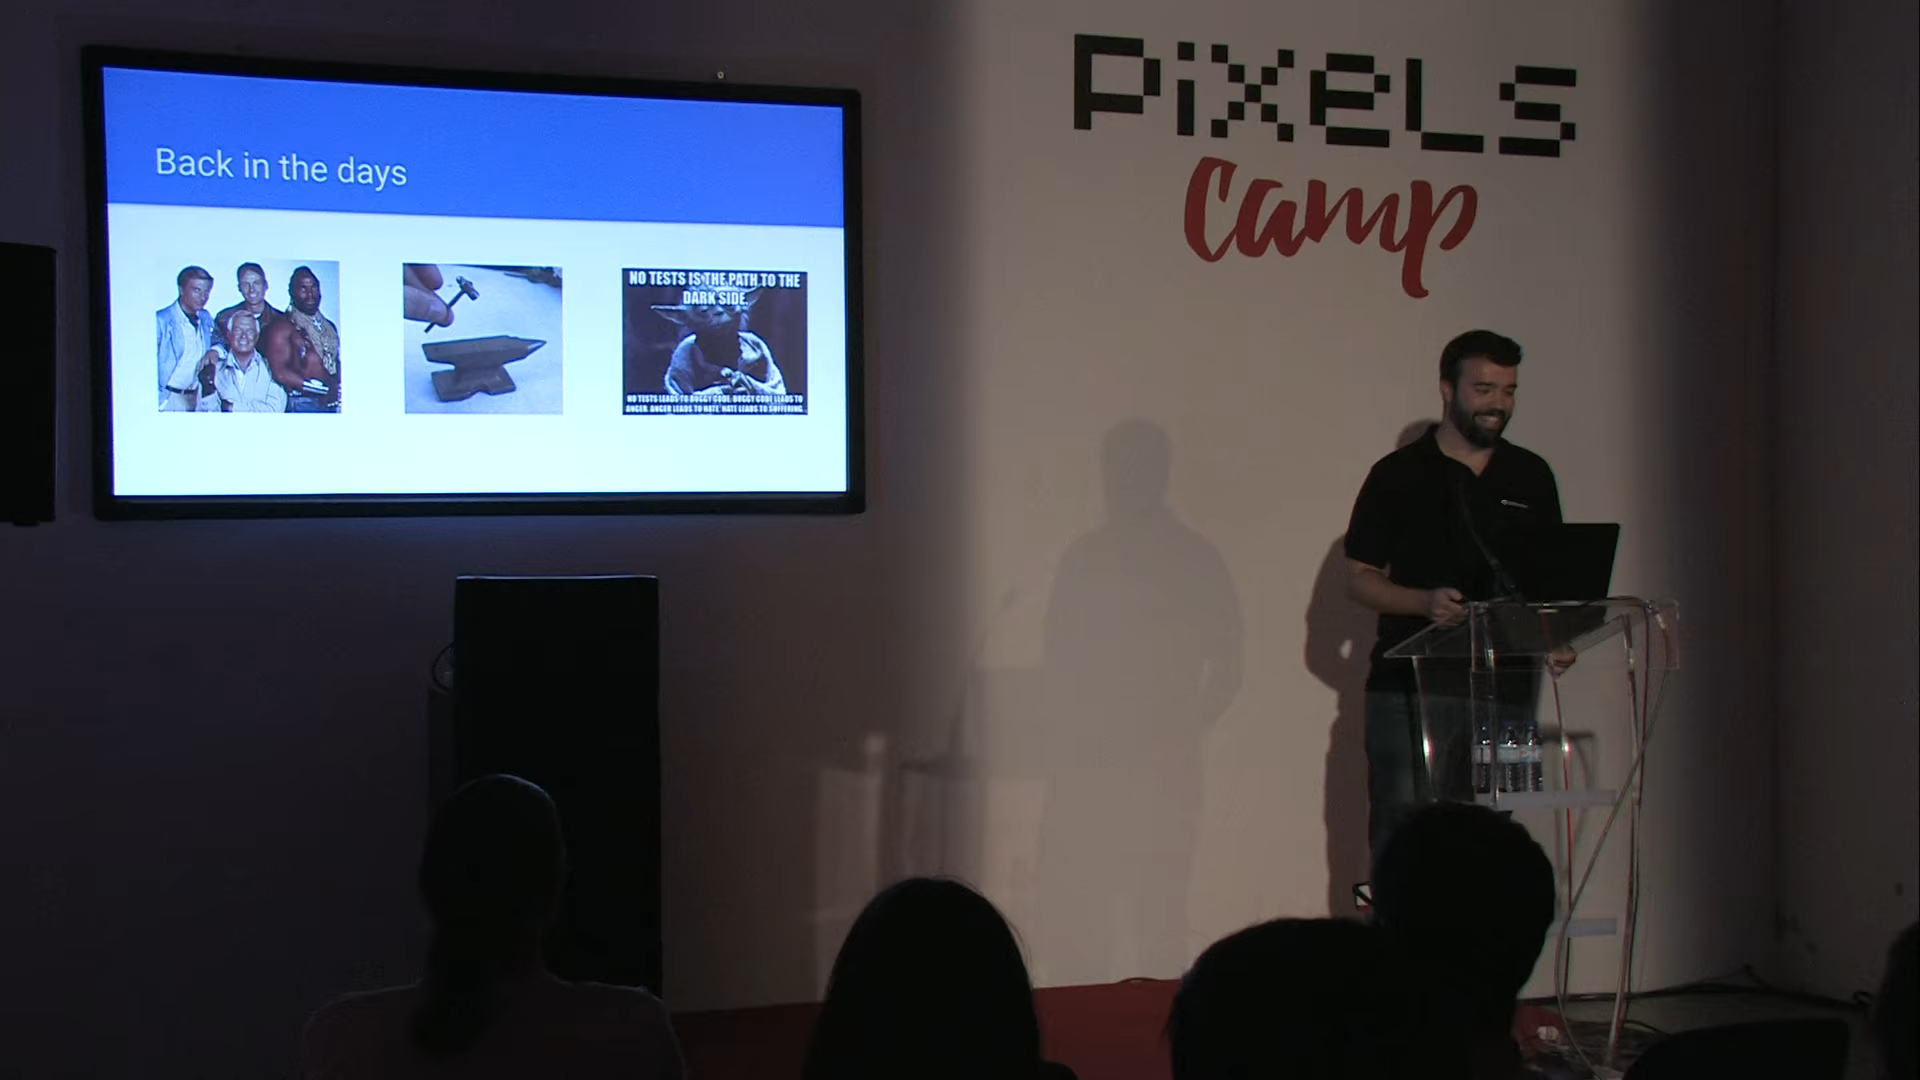 Back in the days
NO TESTS IS THE PATH TO THE
DARK SIDE.
NO TESTS LEADS TO BUGGY CODE. BUGGY CODE LEADS TO
ANGER. ANGER LEADS TO HATE. HATE LEADS TO SUFFERING.
PiXeLS
camp